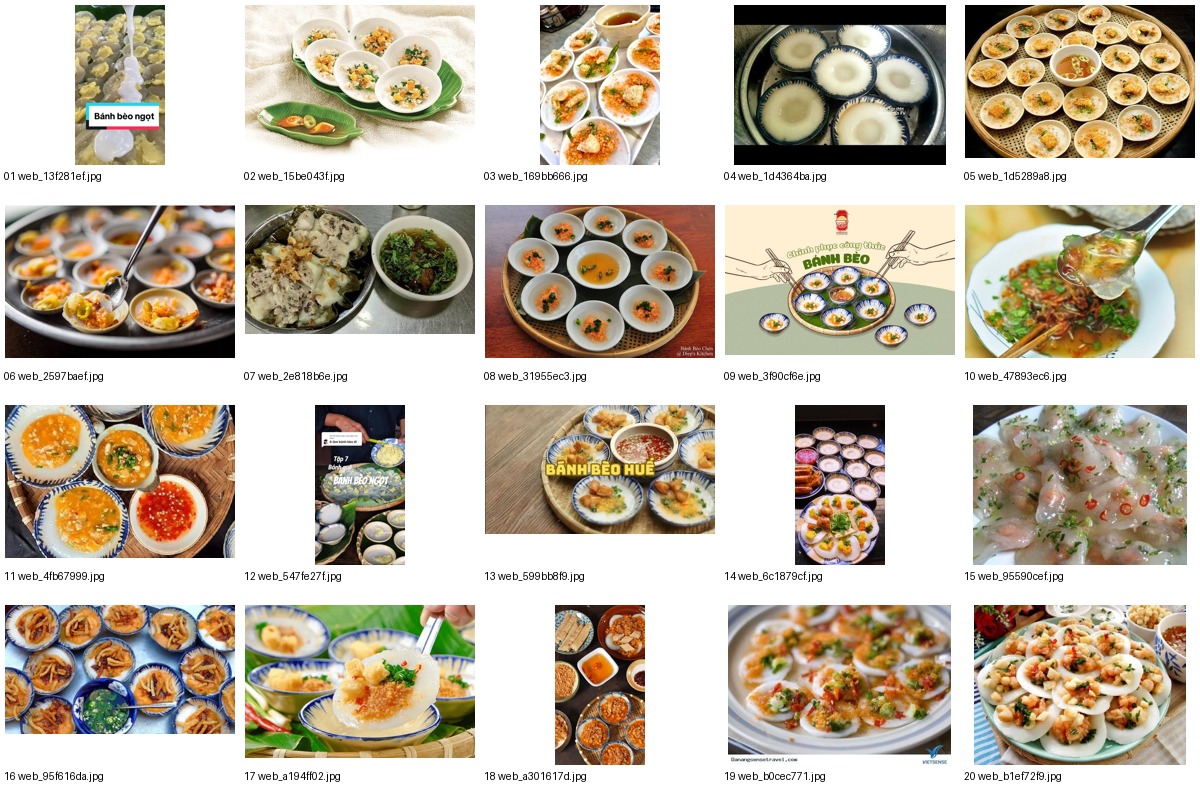 Bánh bèo ngọt
01 web_13f281ef.jpg
02 web_15be043f.jpg
03 web_169bb666.jpg
04 web_1d4364ba.jpg
05 web_1d5289a8.jpg
Chinh phục công thức
BÁNH BÈO
Bánh Bèo Chén
@ Diep's Kitchen
06 web_2597baef.jpg
07 web_2e818b6e.jpg
08 web_31955ec3.jpg
09 web_3f90cf6e.jpg
10 web_47893ec6.jpg
Tập 7
BÁNH BÈO NGỌT
BÁNH BÈO HUẾ
11 web_4fb67999.jpg
12 web_547fe27f.jpg
13 web_599bb8f9.jpg
14 web_6c1879cf.jpg
15 web_95590cef.jpg
Danangsensetravel.com
VIETSENSE
16 web_95f616da.jpg
17 web_a194ff02.jpg
18 web_a301617d.jpg
19 web_b0cec771.jpg
20 web_b1ef72f9.jpg